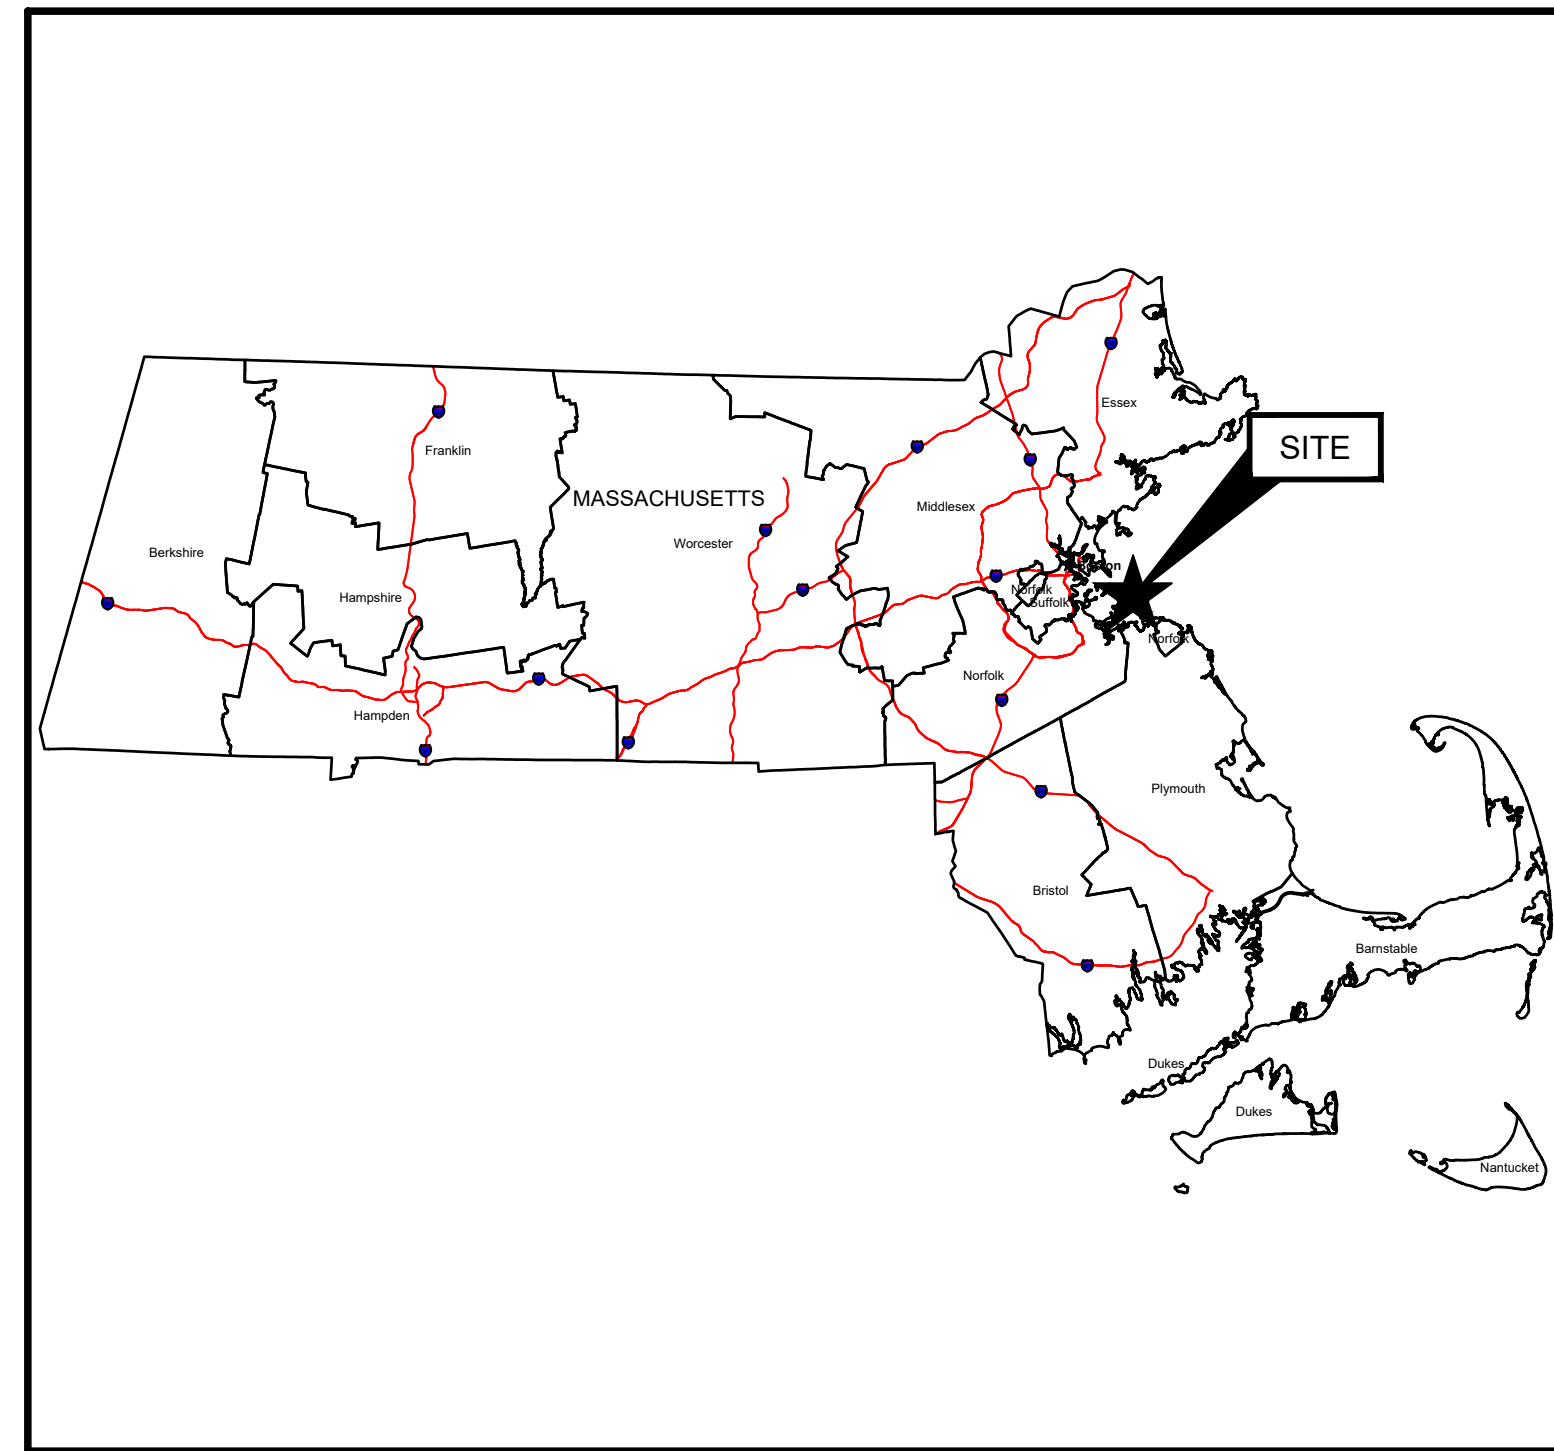 Essex
SITE
Franklin
MASSACHUSETTS
Middlesex
Worcester
Berkshire
Boston
Norfolk
Hampshire
Suffolk
Norfolk
Norfolk
Hampden
Plymouth
Bristol
Barnstable
Dukes
Dukes
Nantucket